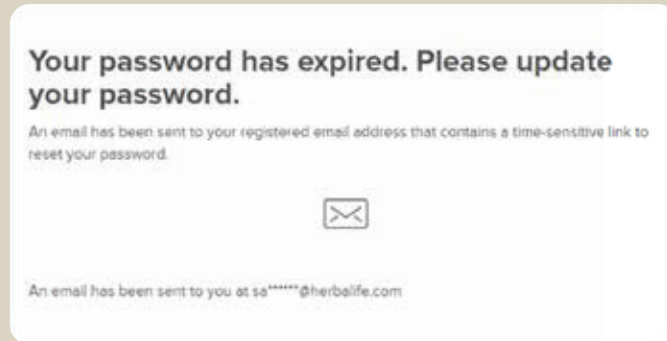 Your password has expired. Please update
your password.
An email has been sent to your registered email address that contains a time-sensitive link to
reset your password.
An email has been sent to you at sa******@herbalife.com